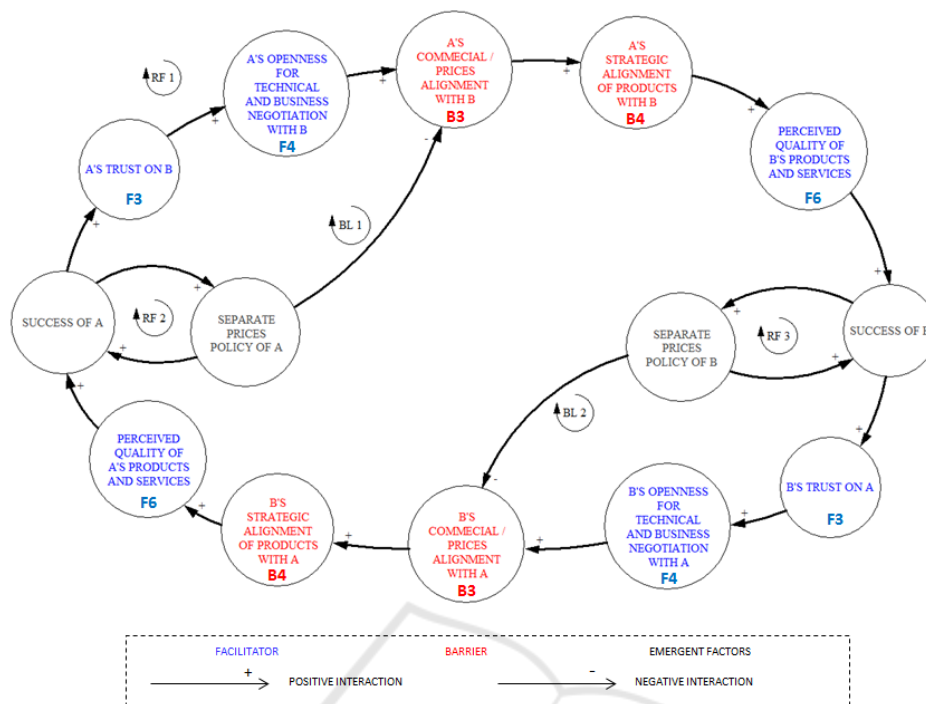 RF 1
A'S OPENNESS
FOR
TECHNICAL
AND BUSINESS
NEGOTIATION
WITH B
F4
+
A'S
COMMECIAL /
PRICES
ALIGNMENT
WITH B
B3
+
A'S
STRATEGIC
ALIGNMENT
OF PRODUCTS
WITH B
B4
+
PERCEIVED
QUALITY OF
B'S PRODUCTS
AND SERVICES
F6
+
A'S TRUST ON B
F3
+
-
BL 1
+
SUCCESS OF A
+
RF 2
+
SEPARATE
PRICES
POLICY OF A
SEPARATE
PRICES
POLICY OF B
+
RF 3
+
SUCCESS OF B
+
BL 2
-
+
PERCEIVED
QUALITY OF
A'S PRODUCTS
AND SERVICES
F6
+
B'S
STRATEGIC
ALIGNMENT
OF PRODUCTS
WITH A
B4
+
B'S
COMMECIAL /
PRICES
ALIGNMENT
WITH A
B3
+
B'S OPENNESS
FOR
TECHNICAL
AND BUSINESS
NEGOTIATION
WITH A
F4
+
B'S TRUST ON A
F3
+
FACILITATOR
BARRIER
EMERGENT FACTORS
+
POSITIVE INTERACTION
-
NEGATIVE INTERACTION